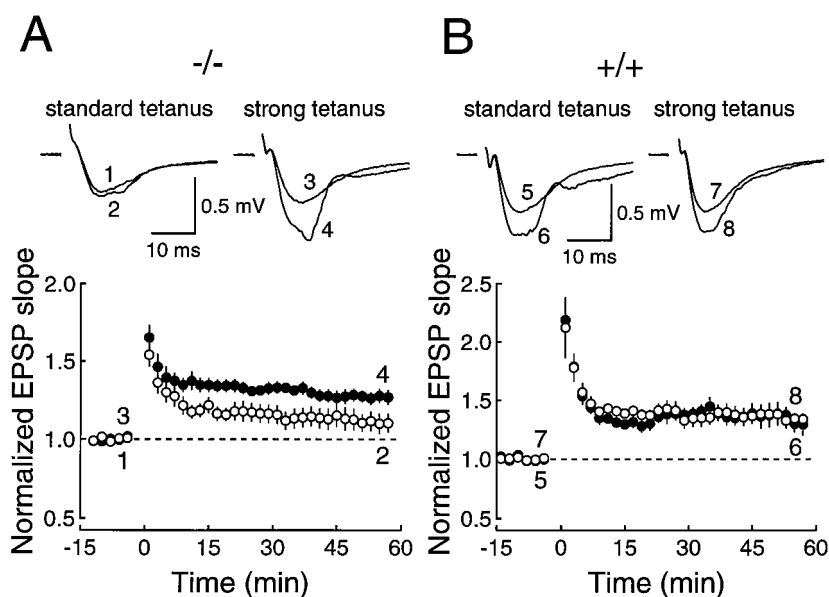 A
-/-
standard tetanus
strong tetanus
1
2
3
4
0.5 mV
10 ms
Normalized EPSP slope
2.0
1.5
1.0
0.5
3
1
4
2
-15
0
15
30
45
60
Time (min)
B
+/+
standard tetanus
strong tetanus
5
6
7
8
0.5 mV
10 ms
Normalized EPSP slope
2.5
2.0
1.5
1.0
0.5
7
5
8
6
-15
0
15
30
45
60
Time (min)